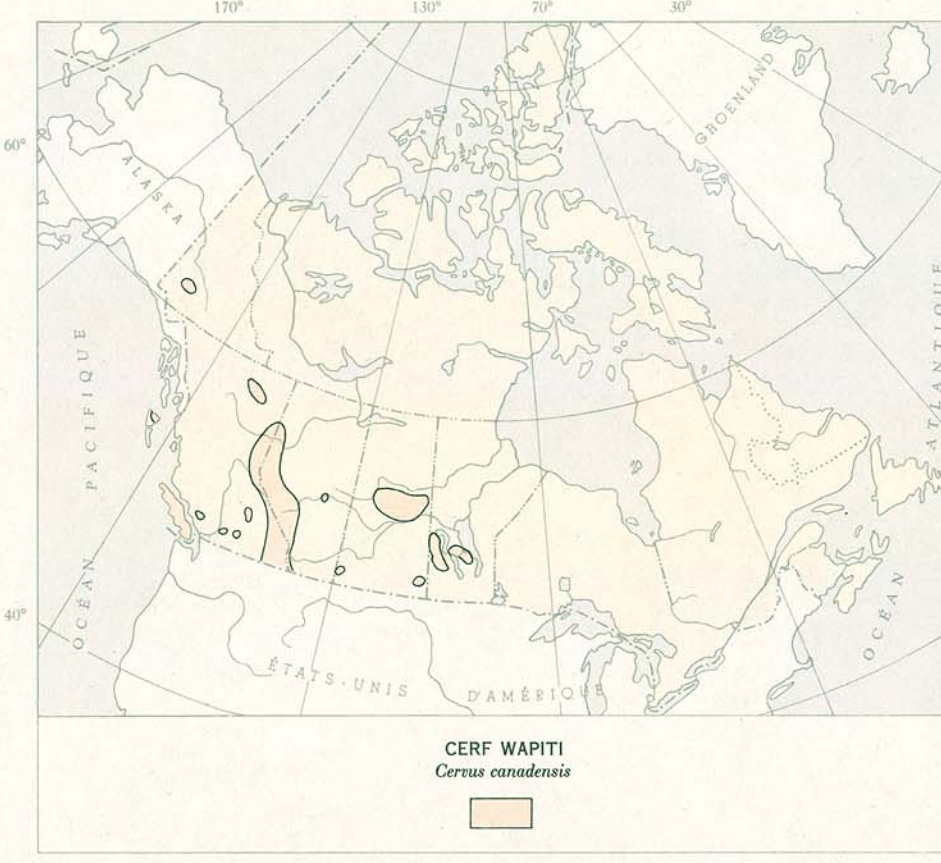 170° 130° 70° 30°
60°
GROENLAND
ALASKA
OCÉAN PACIFIQUE
OCÉAN ATLANTIQUE
40°
ÉTATS-UNIS D'AMÉRIQUE
CERF WAPITI
Cervus canadensis